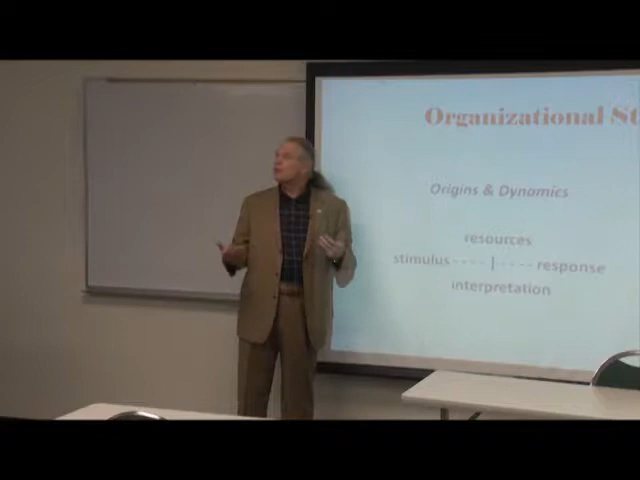 Organizational St
Origins & Dynamics
resources
stimulus - - - - | - - - - response
interpretation